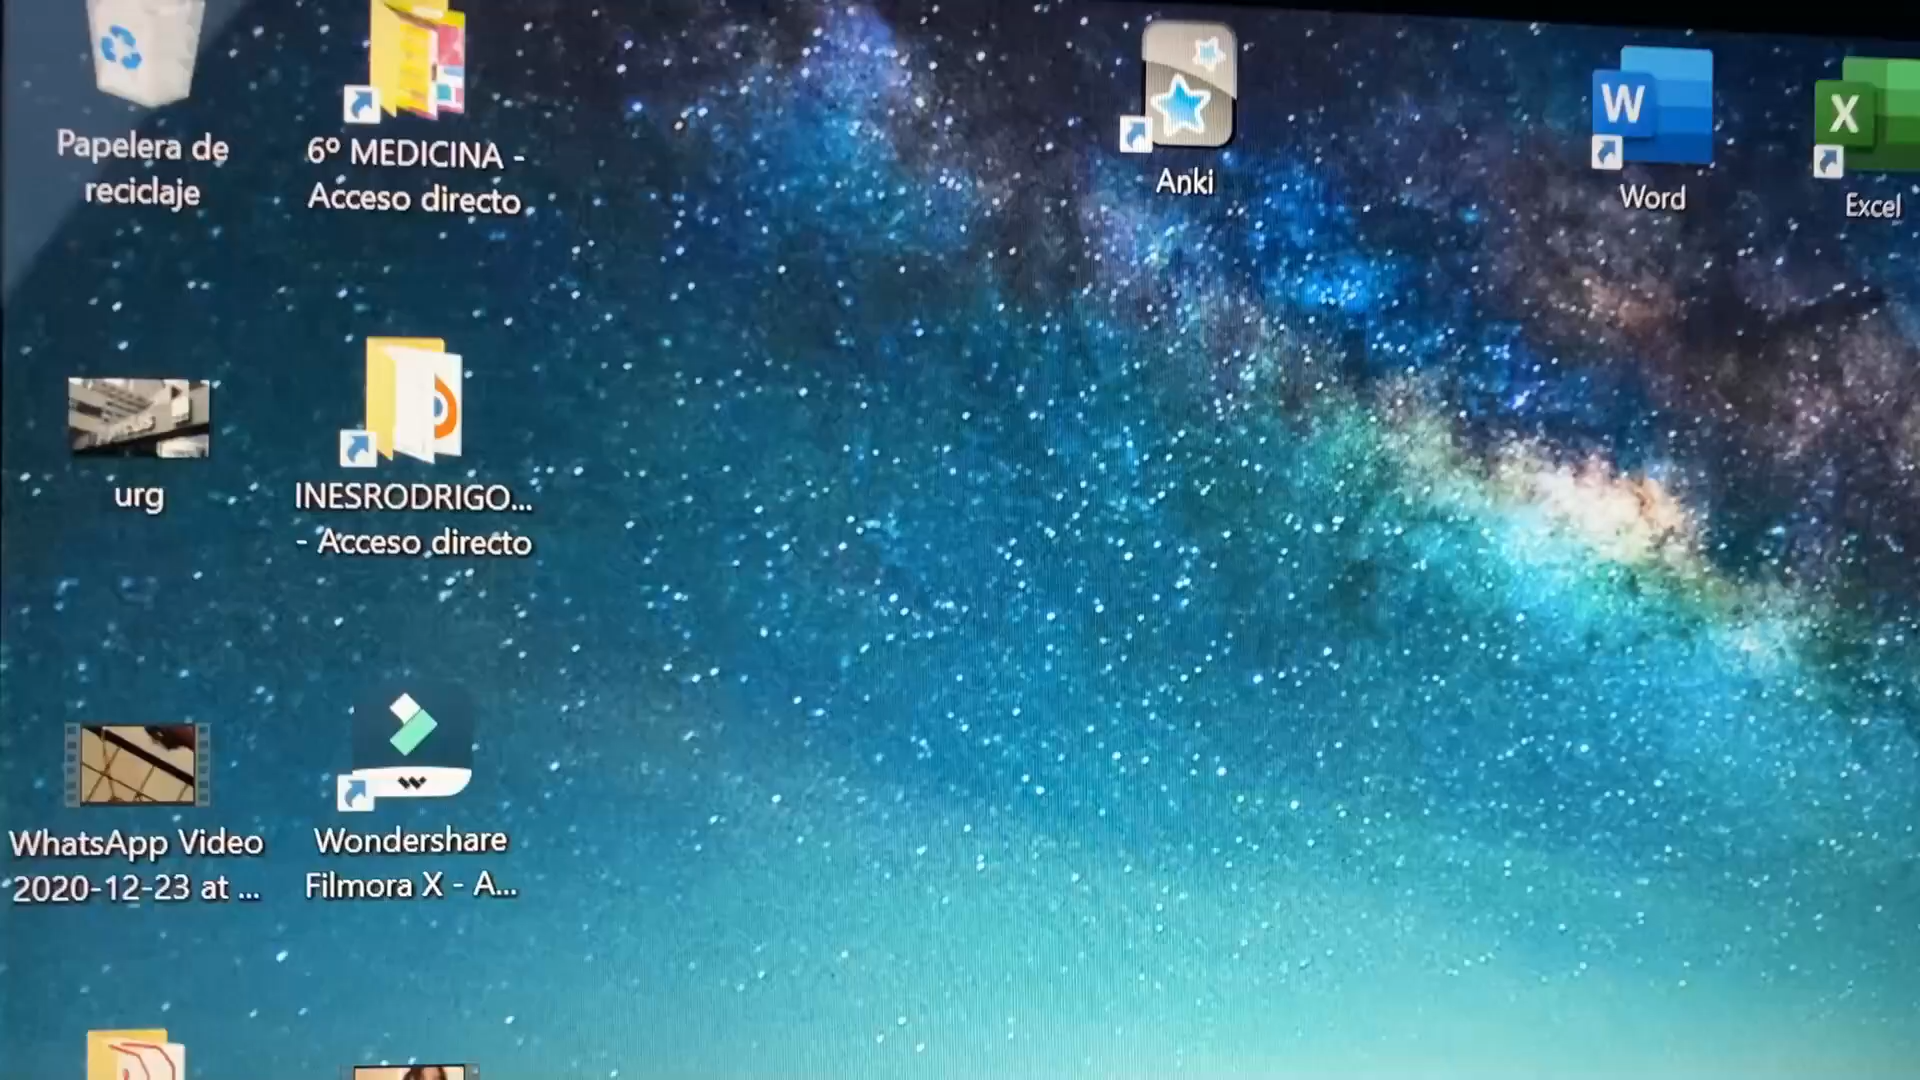 Papelera de
reciclaje
6º MEDICINA -
Acceso directo
Anki
W
Word
X
Excel
urg
INESRODRIGO...
- Acceso directo
WhatsApp Video
2020-12-23 at ...
Wondershare
Filmora X - A...